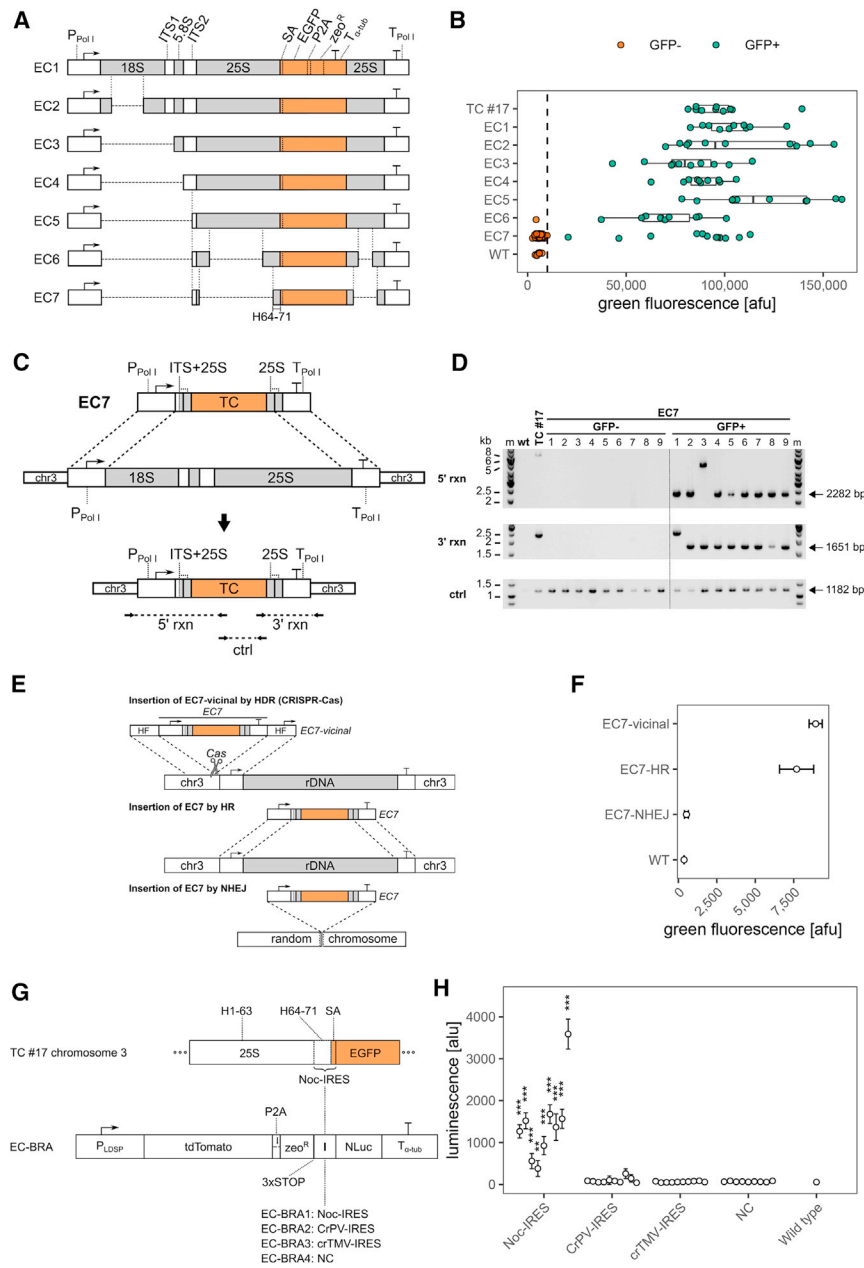 A
P Pol I
ITS1
5.8S
ITS2
SA
EGFP
P2A
zeo R
T α-tub
T Pol I
EC1
18S
25S
25S
EC2
EC3
EC4
EC5
EC6
EC7
H64-71
B
GFP-
GFP+
TC #17
EC1
EC2
EC3
EC4
EC5
EC6
EC7
WT
0
50,000
100,000
150,000
green fluorescence [afu]
C
P Pol I
ITS+25S
25S
T Pol I
EC7
TC
chr3
18S
25S
chr3
P Pol I
T Pol I
P Pol I
ITS+25S
25S
T Pol I
chr3
TC
chr3
5' rxn
3' rxn
ctrl
D
EC7
GFP-
GFP+
kb
m
wt
TC #17
1 2 3 4 5 6 7 8 9
1 2 3 4 5 6 7 8 9
m
5' rxn
8
6
5
2.5
2
2282 bp
3' rxn
2.5
2
1.5
1651 bp
ctrl
1.5
1
1182 bp
E
Insertion of EC7-vicinal by HDR (CRISPR-Cas)
EC7
HF
HF
EC7-vicinal
Cas
chr3
rDNA
chr3
Insertion of EC7 by HR
EC7
chr3
rDNA
chr3
Insertion of EC7 by NHEJ
EC7
random
chromosome
F
EC7-vicinal
EC7-HR
EC7-NHEJ
WT
0
2,500
5,000
7,500
green fluorescence [afu]
G
H1-63
H64-71
SA
TC #17 chromosome 3
25S
EGFP
Noc-IRES
P2A
EC-BRA
P LDSP
tdTomato
I
zeo R
I
NLuc
T α-tub
3xSTOP
EC-BRA1: Noc-IRES
EC-BRA2: CrPV-IRES
EC-BRA3: crTMV-IRES
EC-BRA4: NC
H
luminescence [alu]
4000
3000
2000
1000
0
***
***
***
**
***
***
***
***
***
Noc-IRES
CrPV-IRES
crTMV-IRES
NC
Wild type